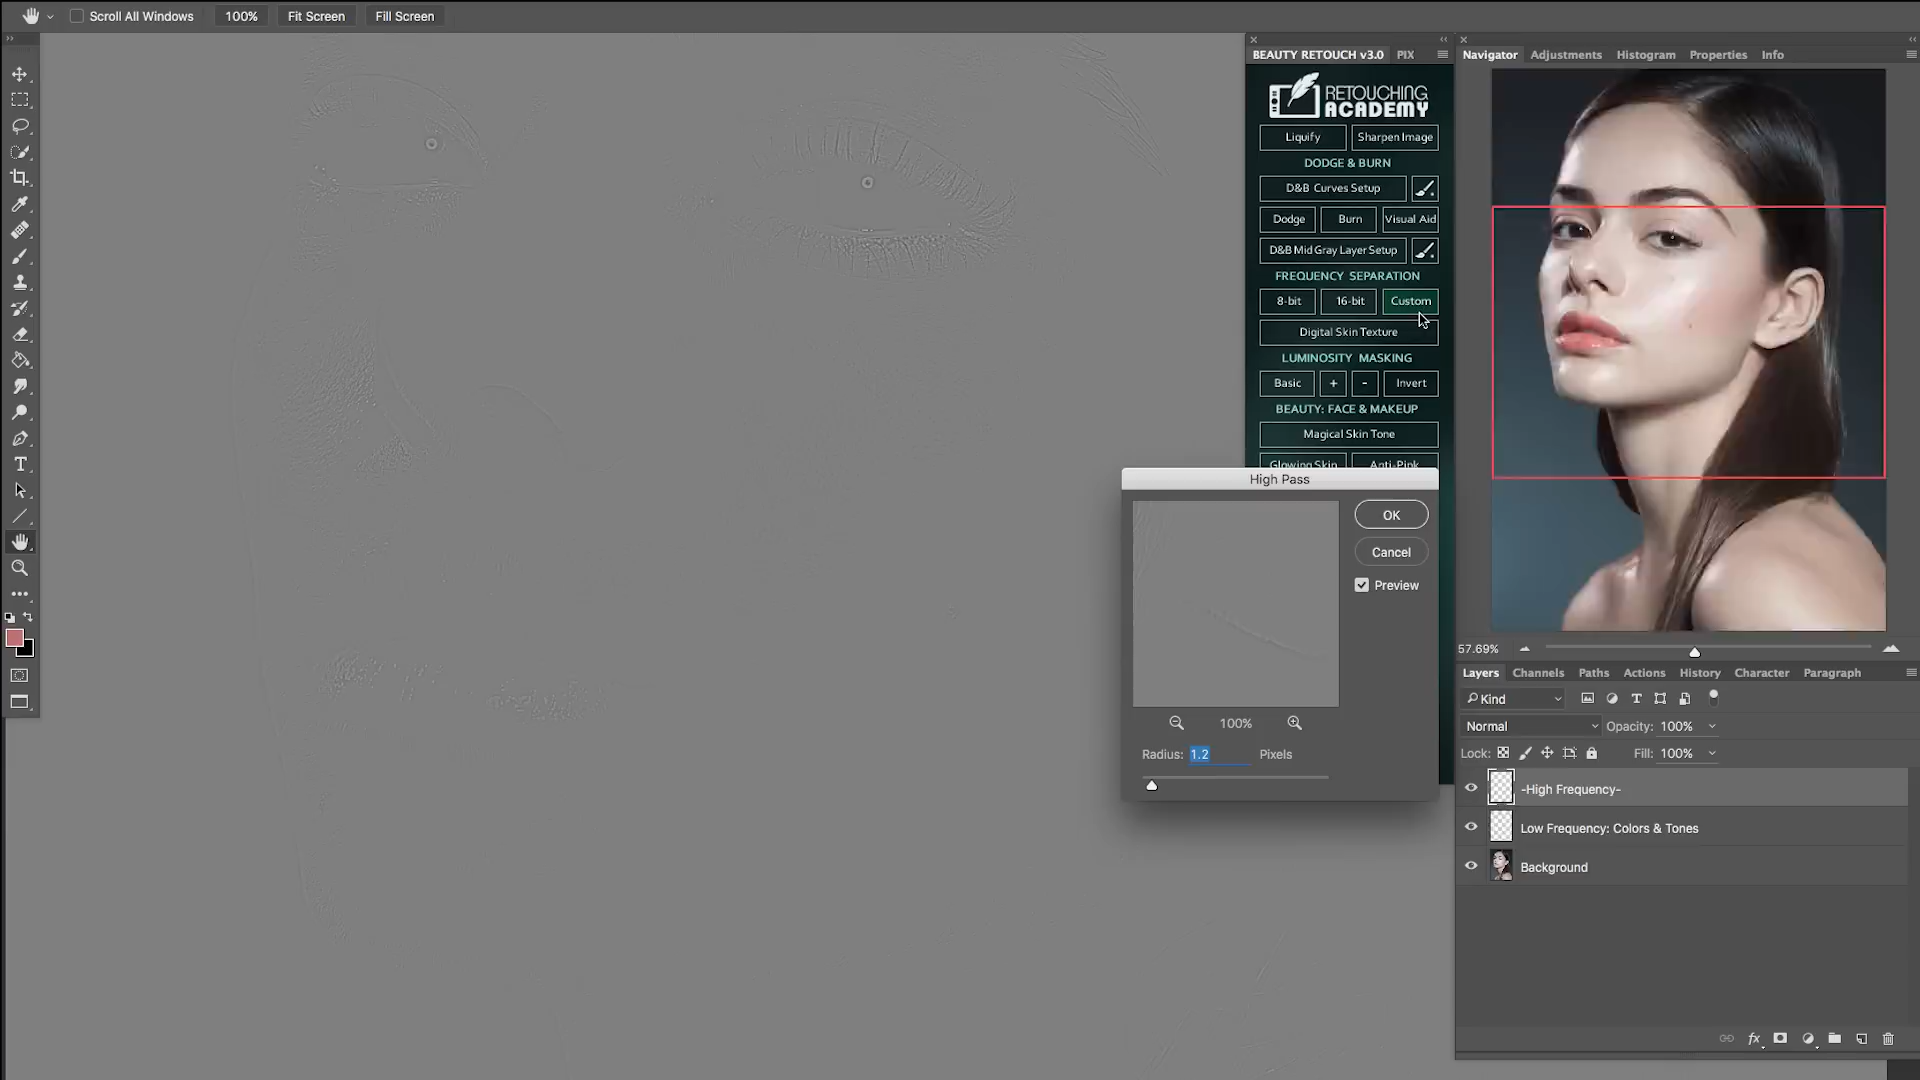 Scroll All Windows 100% Fit Screen Fill Screen
BEAUTY RETOUCH v3.0 PIX
RETOUCHING
ACADEMY
Liquify Sharpen Image
DODGE & BURN
D&B Curves Setup
Dodge Burn Visual Aid
D&B Mid Gray Layer Setup
FREQUENCY SEPARATION
8-bit 16-bit Custom
Digital Skin Texture
LUMINOSITY MASKING
Basic + - Invert
BEAUTY: FACE & MAKEUP
Magical Skin Tone
Glowing Skin Anti-Pink
High Pass
OK
Cancel
Preview
100%
Radius: 1.2 Pixels
Navigator Adjustments Histogram Properties Info
57.69%
Layers Channels Paths Actions History Character Paragraph
Kind
Normal Opacity: 100%
Lock: Fill: 100%
-High Frequency-
Low Frequency: Colors & Tones
Background